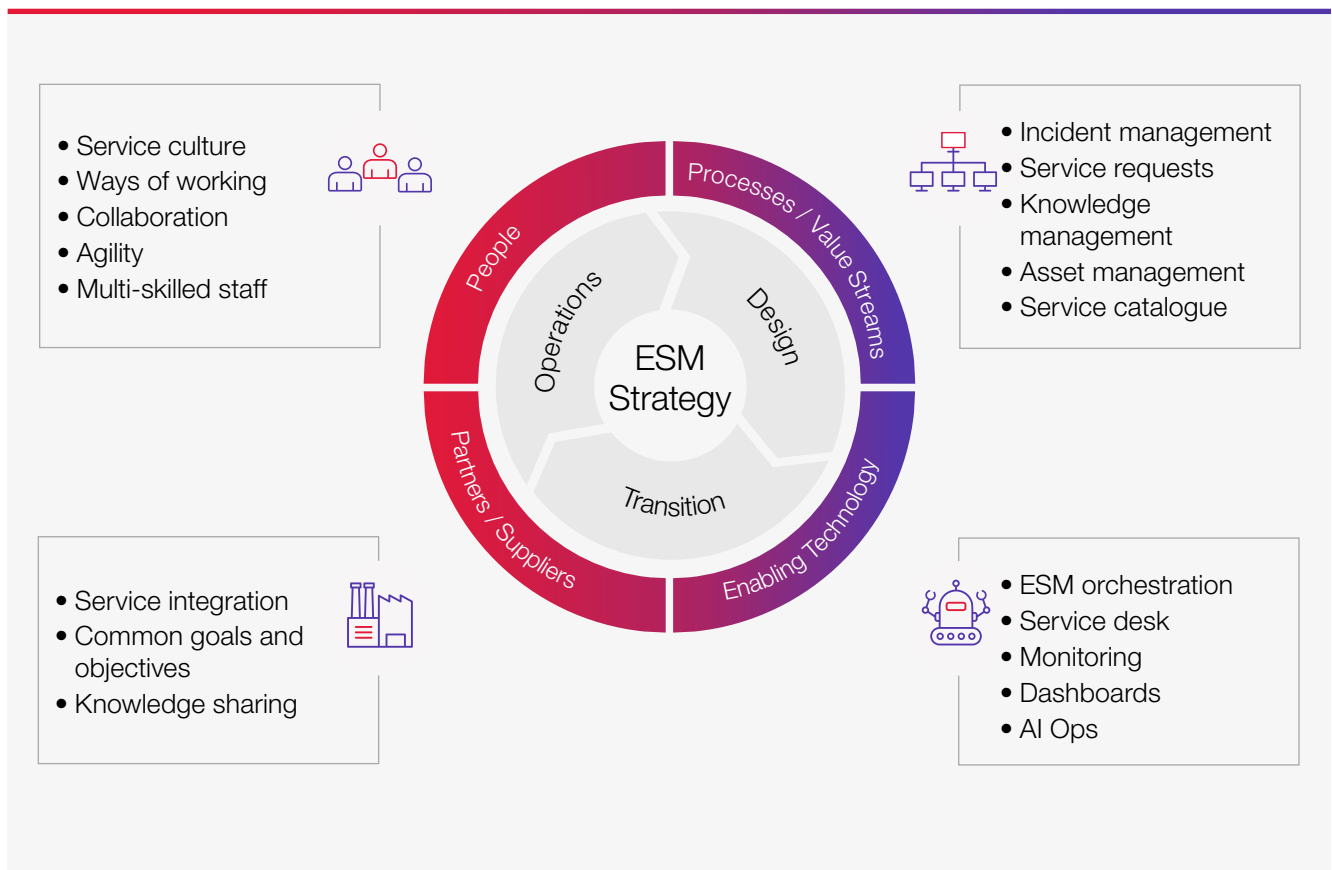 • Service culture
• Ways of working
• Collaboration
• Agility
• Multi-skilled staff
• Incident management
• Service requests
• Knowledge
management
• Asset management
• Service catalogue
People
Processes / Value Streams
Operations
Design
ESM
Strategy
Transition
Partners / Suppliers
Enabling Technology
• Service integration
• Common goals and
objectives
• Knowledge sharing
• ESM orchestration
• Service desk
• Monitoring
• Dashboards
• AI Ops